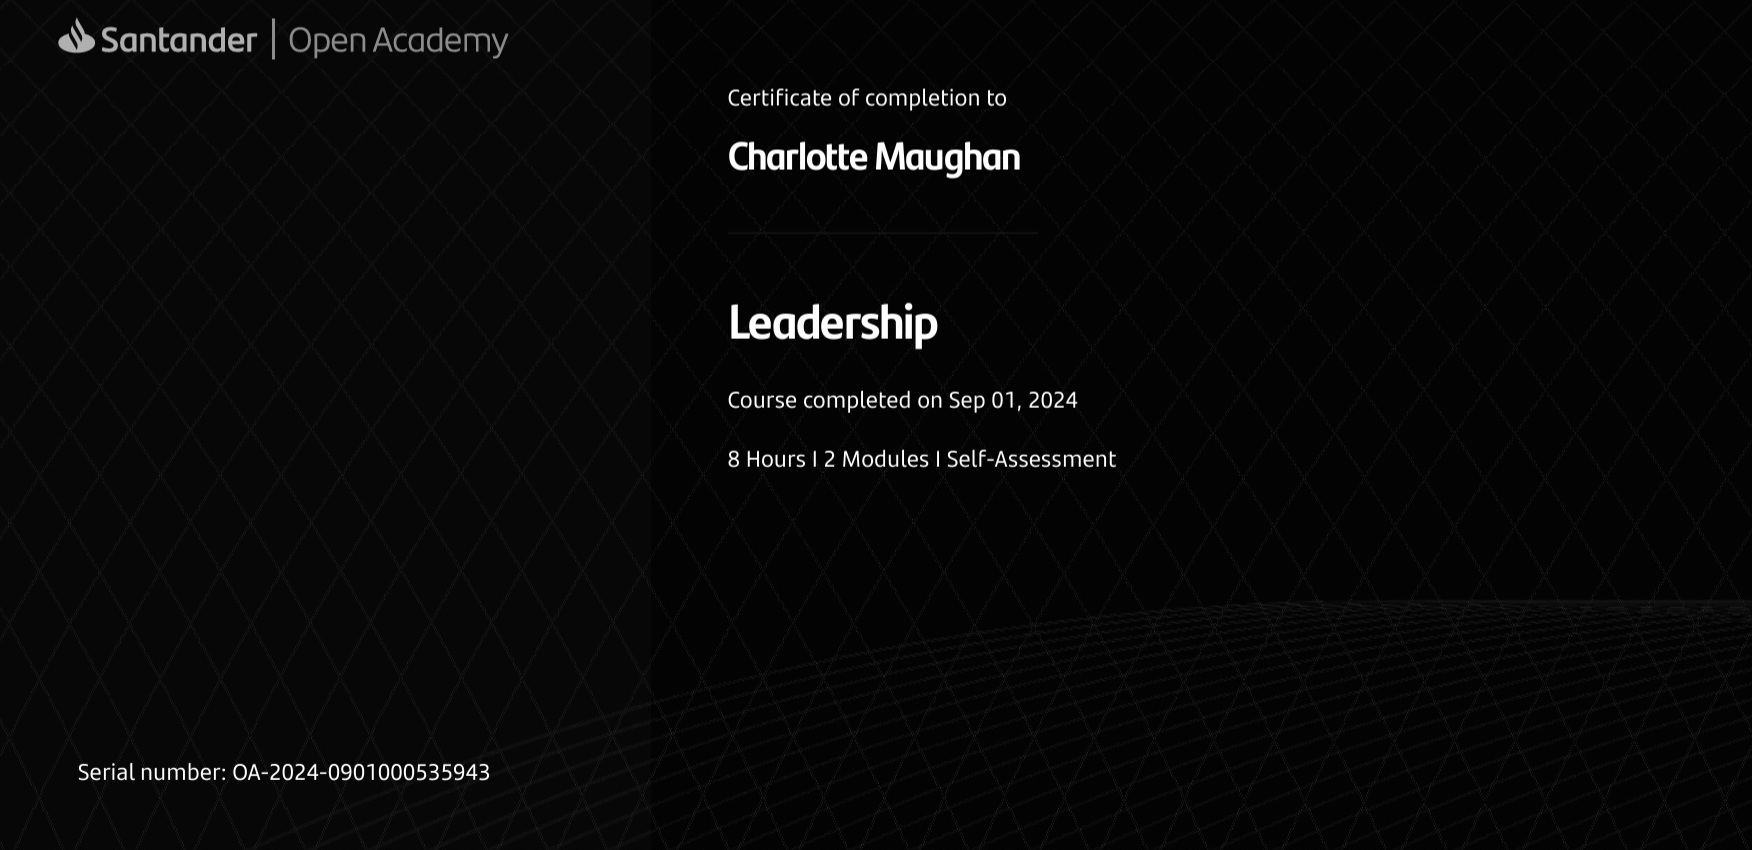 Santander | Open Academy
Certificate of completion to
Charlotte Maughan
Leadership
Course completed on Sep 01, 2024
8 Hours I 2 Modules I Self-Assessment
Serial number: OA-2024-0901000535943